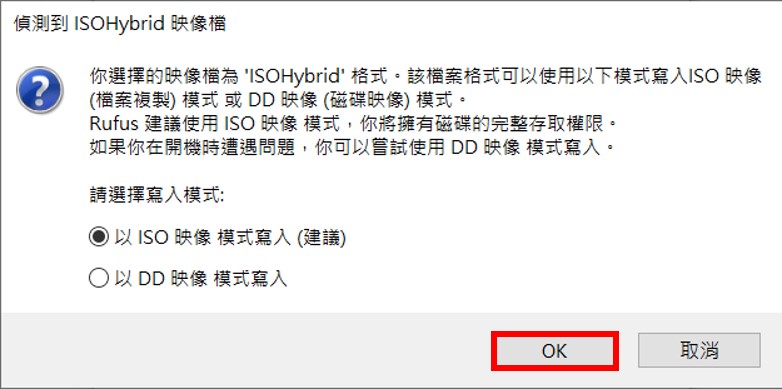 偵測到 ISOHybrid 映像檔
你選擇的映像檔為 'ISOHybrid' 格式。該檔案格式可以使用以下模式寫入ISO 映像
(檔案複製) 模式 或 DD 映像 (磁碟映像) 模式。
Rufus 建議使用 ISO 映像 模式，你將擁有磁碟的完整存取權限。
如果你在開機時遭遇問題，你可以嘗試使用 DD 映像 模式寫入。
請選擇寫入模式:
以 ISO 映像 模式寫入 (建議)
以 DD 映像 模式寫入
OK
取消